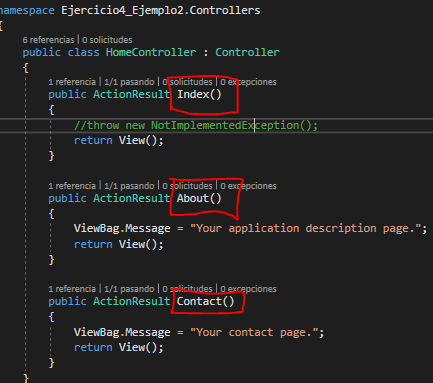 namespace Ejercicio4_Ejemplo2.Controllers
{
6 referencias | 0 solicitudes
public class HomeController : Controller
{
1 referencia | 1/1 pasando | 0 solicitudes | 0 excepciones
public ActionResult Index()
{
//throw new NotImplementedException();
return View();
}
1 referencia | 1/1 pasando | 0 solicitudes | 0 excepciones
public ActionResult About()
{
ViewBag.Message = "Your application description page.";
return View();
}
1 referencia | 1/1 pasando | 0 solicitudes | 0 excepciones
public ActionResult Contact()
{
ViewBag.Message = "Your contact page.";
return View();
}
}